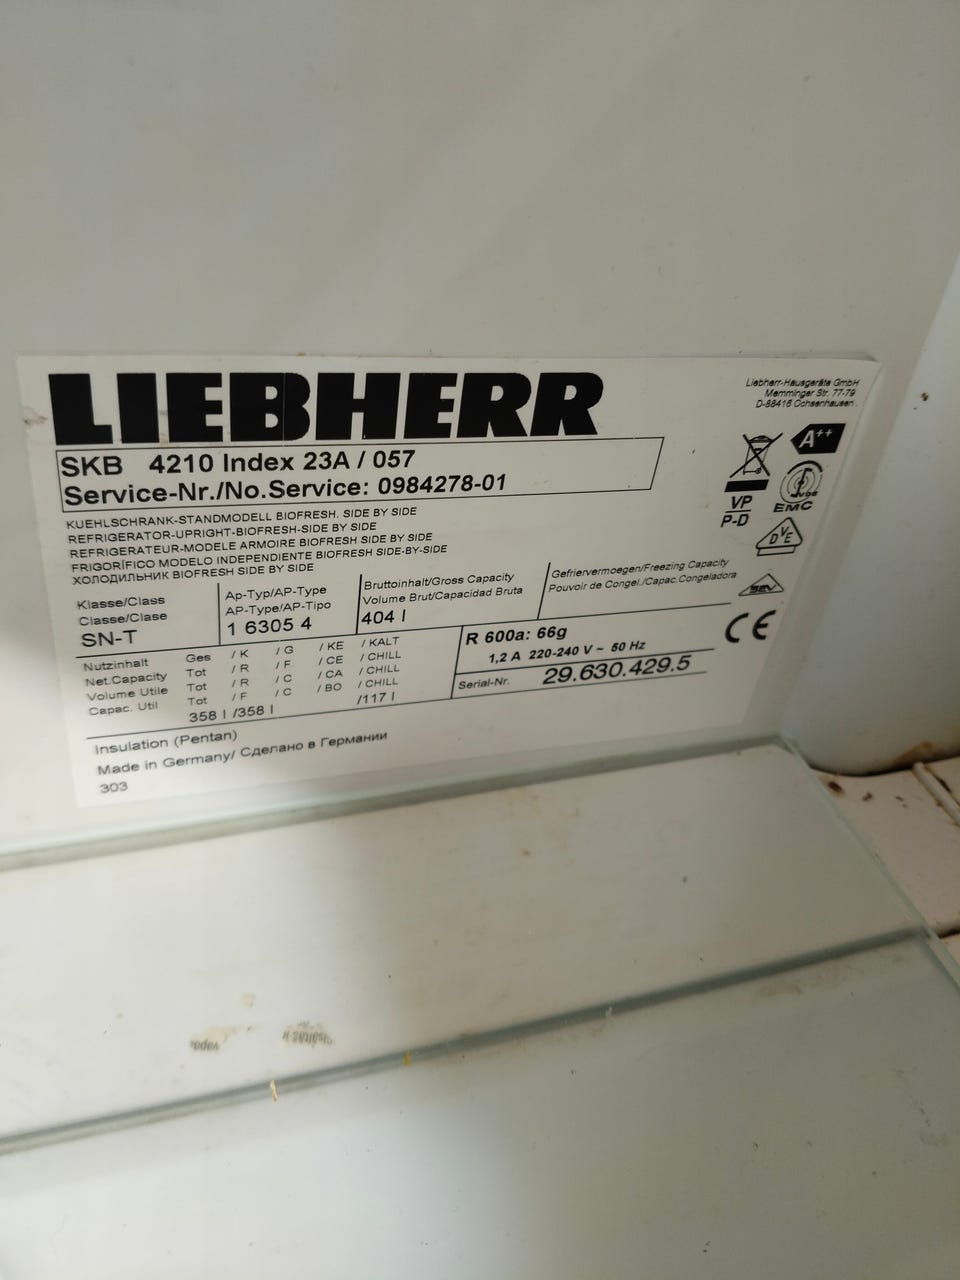 LIEBHERR
Liebherr-Hausgeräte GmbH
Memminger Str. 77-79
D-88416 Ochsenhausen
SKB 4210 Index 23A / 057
Service-Nr./No.Service: 0984278-01
A++
VDE
EMC
VP
P-D
DVE
SEV
CE
KUEHLSCHRANK-STANDMODELL BIOFRESH. SIDE BY SIDE
REFRIGERATOR-UPRIGHT-BIOFRESH-SIDE BY SIDE
REFRIGERATEUR-MODELE ARMOIRE BIOFRESH SIDE BY SIDE
FRIGORÍFICO MODELO INDEPENDIENTE BIOFRESH SIDE-BY-SIDE
ХОЛОДИЛЬНИК BIOFRESH SIDE BY SIDE
Klasse/Class
Classe/Clase
SN-T
Ap-Typ/AP-Type
AP-Type/AP-Tipo
1 6305 4
Bruttoinhalt/Gross Capacity
Volume Brut/Capacidad Bruta
404 l
Gefriervermoegen/Freezing Capacity
Pouvoir de Congel./Capac.Congeladora
Nutzinhalt Ges / K / G / KE / KALT
Net.Capacity Tot / R / F / CE / CHILL
Volume Utile Tot / R / C / CA / CHILL
Capac. Util Tot / F / C / BO / CHILL
358 l /358 l /117 l
R 600a: 66g
1,2 A 220-240 V ~ 50 Hz
Serial-Nr. 29.630.429.5
Insulation (Pentan)
Made in Germany/ Сделано в Германии
303